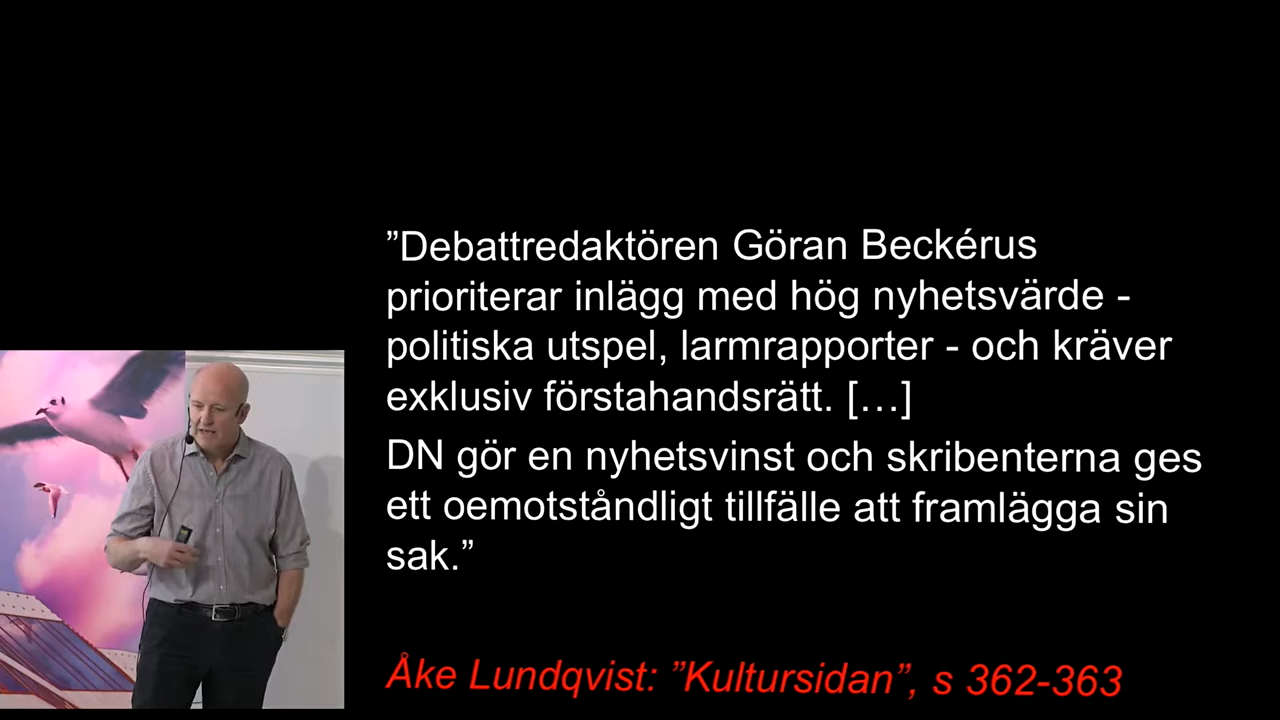 ”Debattredaktören Göran Beckérus
prioriterar inlägg med hög nyhetsvärde -
politiska utspel, larmrapporter - och kräver
exklusiv förstahandsrätt. […]
DN gör en nyhetsvinst och skribenterna ges
ett oemotståndligt tillfälle att framlägga sin
sak.”
Åke Lundqvist: ”Kultursidan”, s 362-363